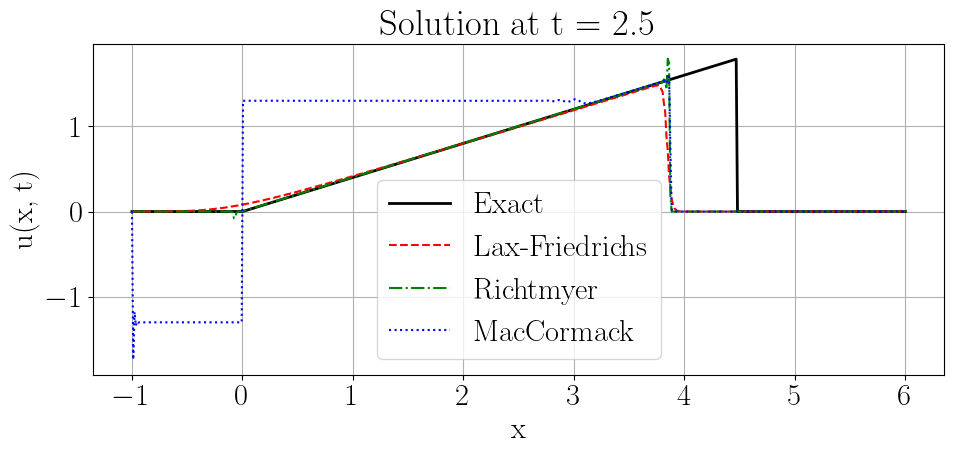 Solution at t = 2.5
u(x, t)
1
0
−1
Exact
Lax-Friedrichs
Richtmyer
MacCormack
−1 0 1 2 3 4 5 6
x